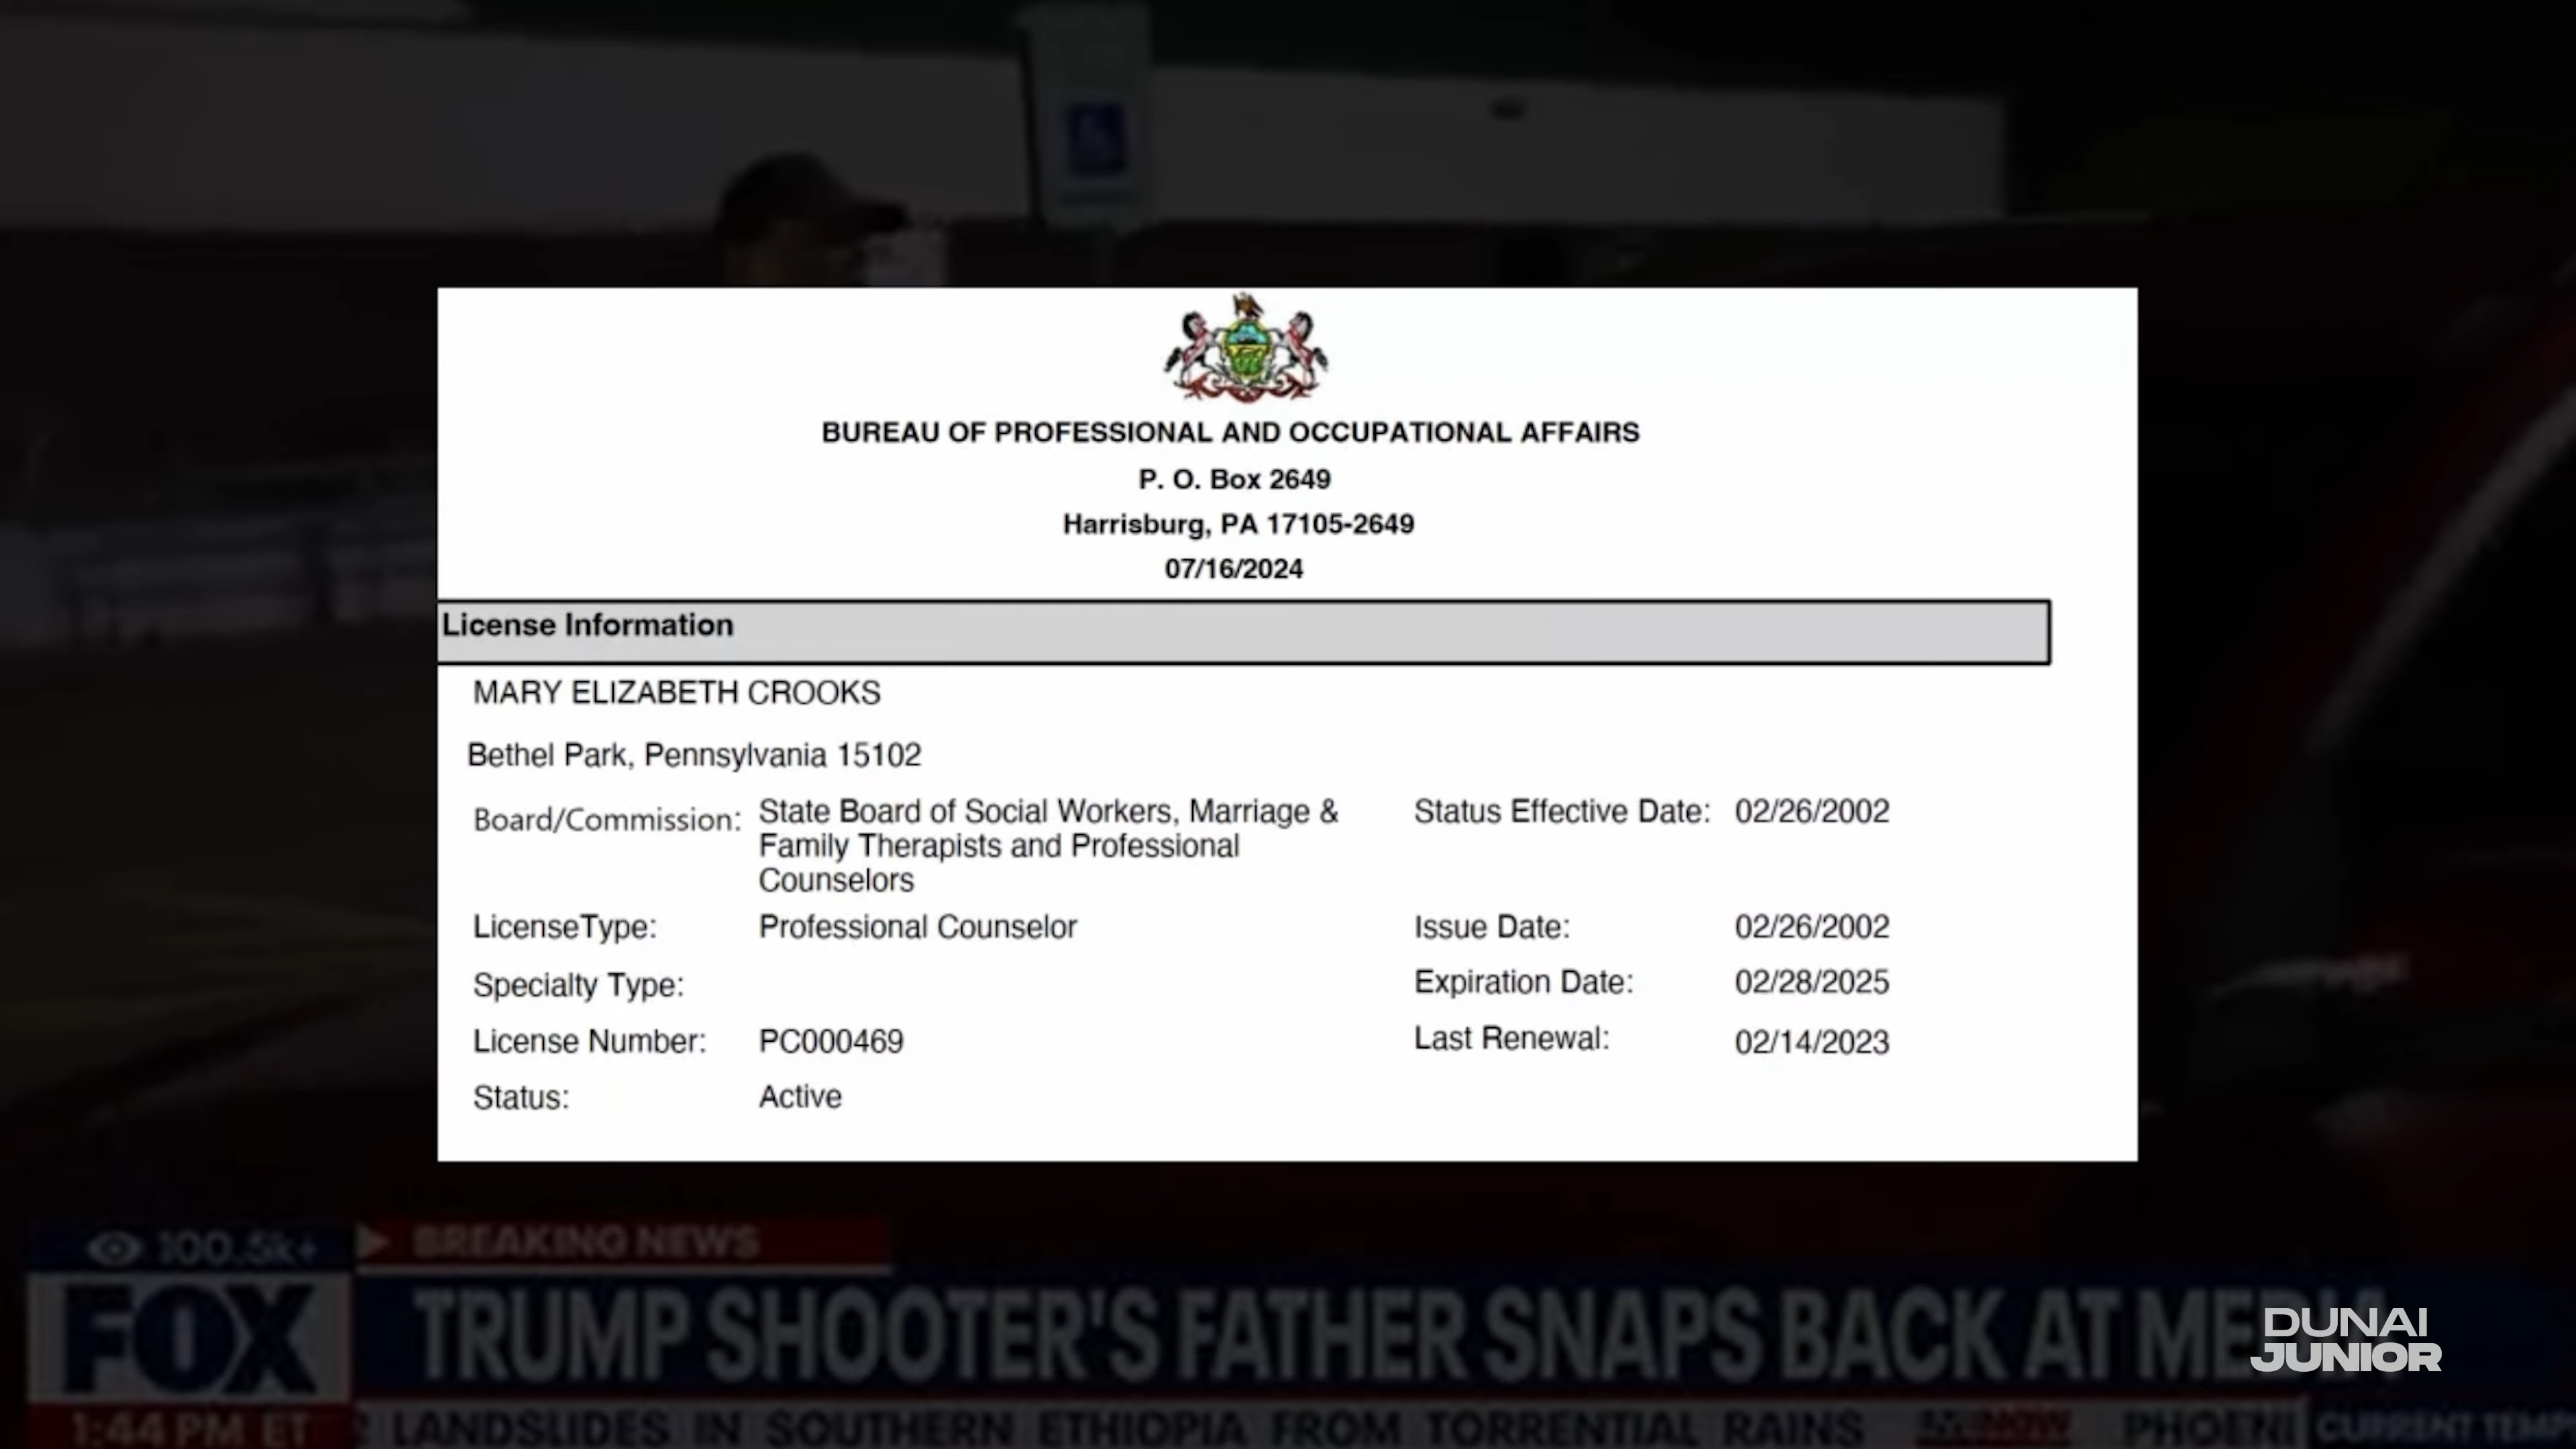 BUREAU OF PROFESSIONAL AND OCCUPATIONAL AFFAIRS
P. O. Box 2649
Harrisburg, PA 17105-2649
07/16/2024
License Information
MARY ELIZABETH CROOKS
Bethel Park, Pennsylvania 15102
Board/Commission: State Board of Social Workers, Marriage &
Family Therapists and Professional
Counselors
Status Effective Date: 02/26/2002
LicenseType: Professional Counselor
Issue Date: 02/26/2002
Specialty Type:
Expiration Date: 02/28/2025
License Number: PC000469
Last Renewal: 02/14/2023
Status: Active
100.5k+
BREAKING NEWS
FOX
TRUMP SHOOTER'S FATHER SNAPS BACK AT
DUNAI
JUNIOR
1:44 PM ET
LANDSLIDES IN SOUTHERN ETHIOPIA FROM TORRENTIAL RAINS
CURRENT